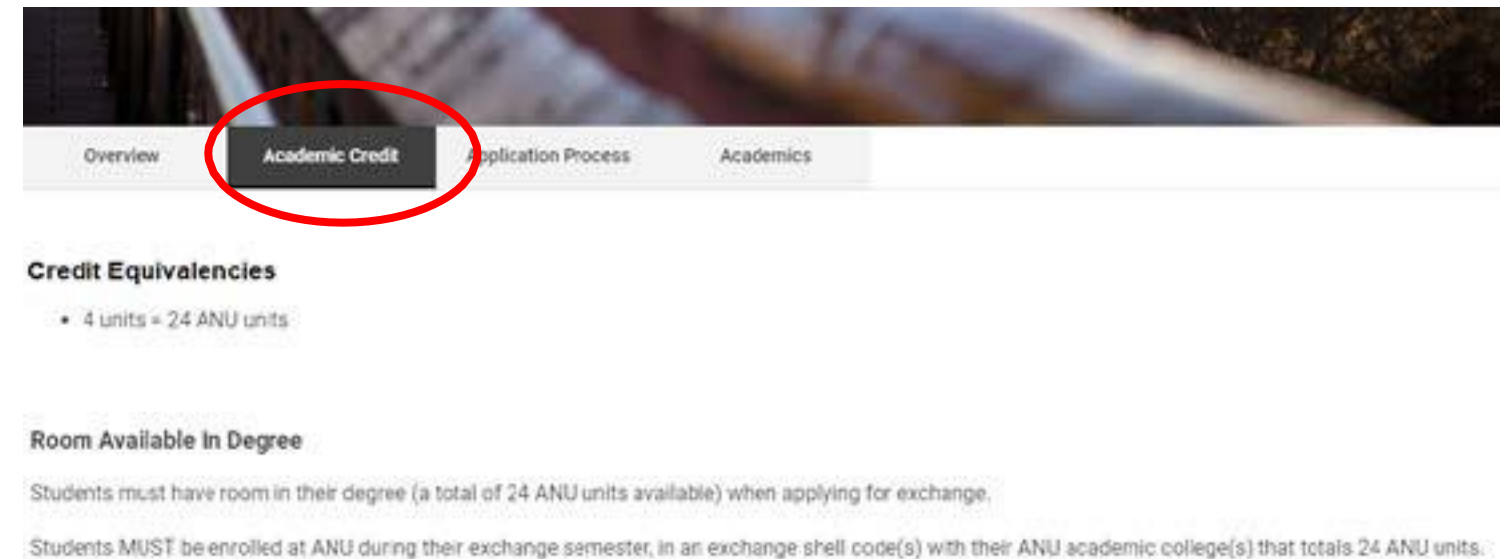 Overview Academic Credit Application Process Academics
Credit Equivalencies
• 4 units = 24 ANU units
Room Available In Degree
Students must have room in their degree (a total of 24 ANU units available) when applying for exchange.
Students MUST be enrolled at ANU during their exchange semester, in an exchange shell code(s) with their ANU academic college(s) that totals 24 ANU units.